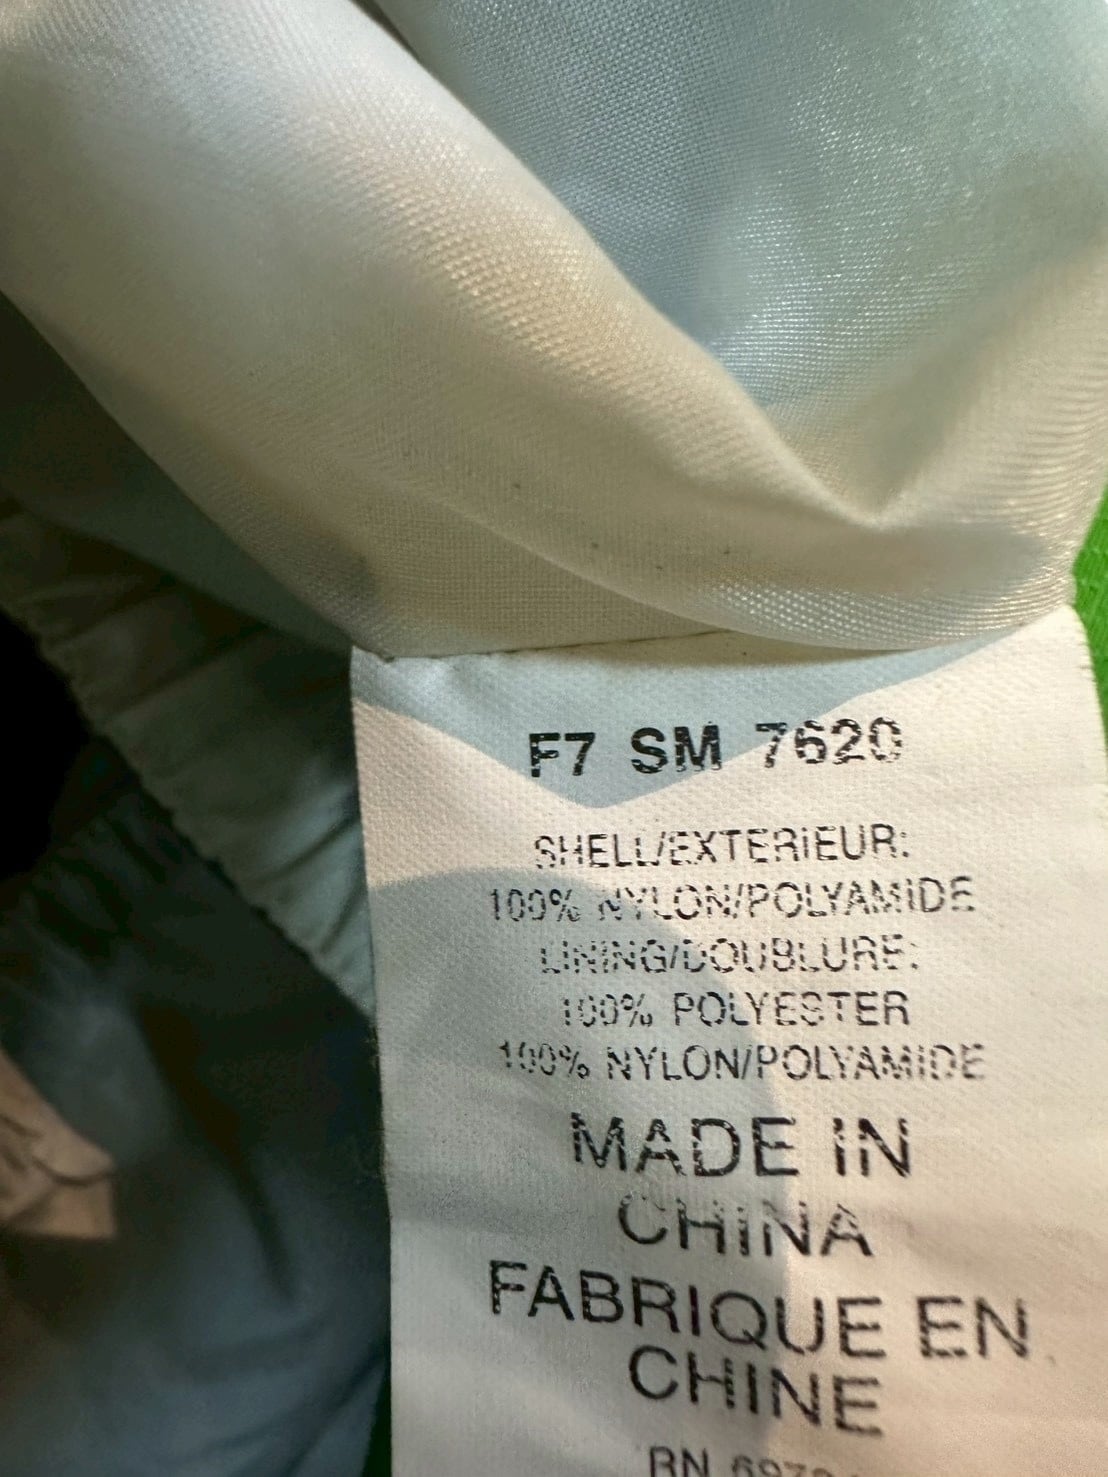 F7 SM 7620
SHELL/EXTERIEUR:
100% NYLON/POLYAMIDE
LINING/DOUBLURE:
100% POLYESTER
100% NYLON/POLYAMIDE
MADE IN
CHINA
FABRIQUE EN
CHINE
RN